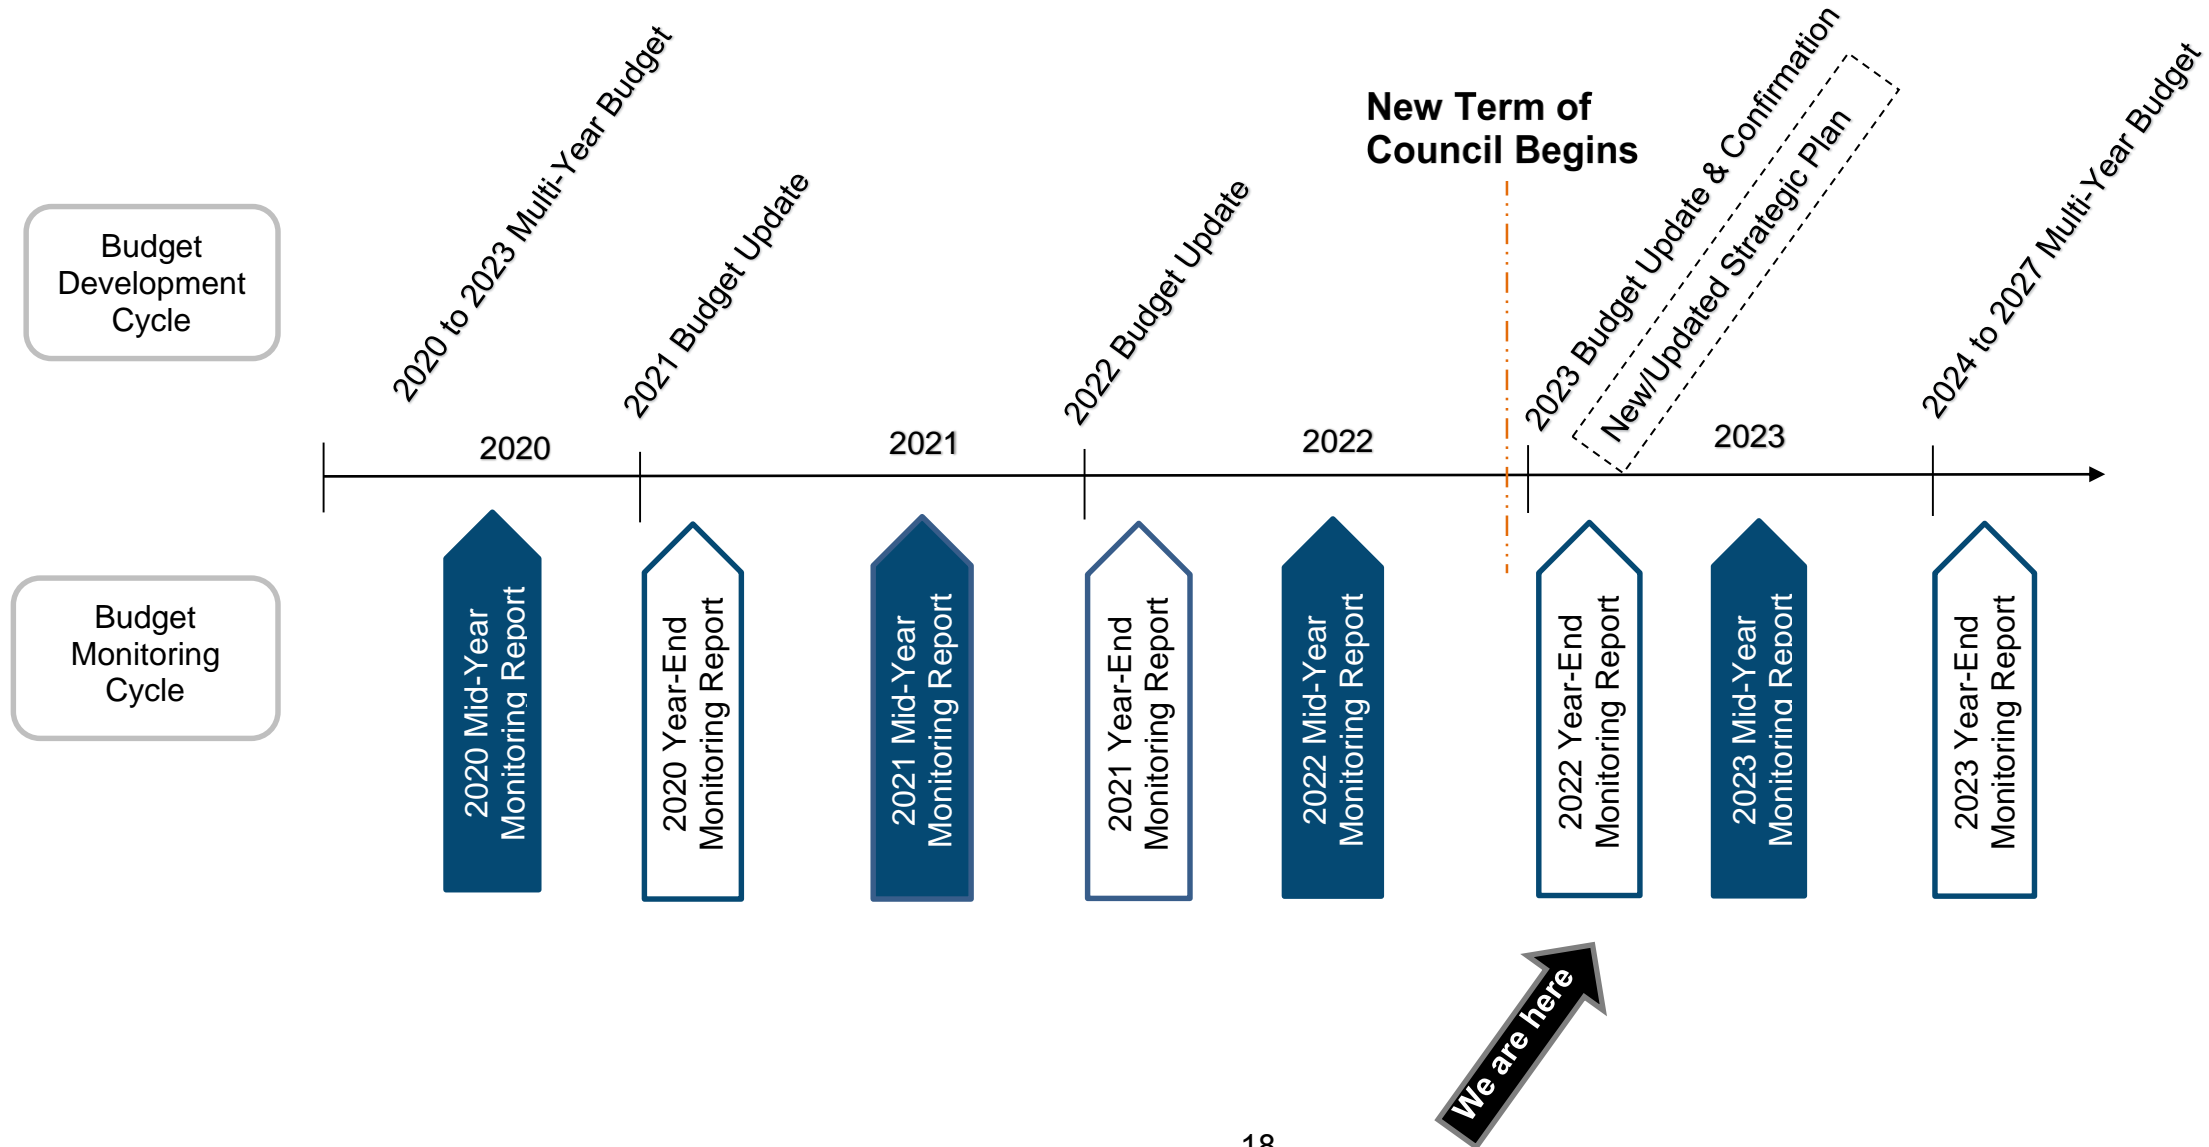 2020 to 2023 Multi-Year Budget
2021 Budget Update
2022 Budget Update
New Term of
Council Begins
2023 Budget Update & Confirmation
New/Updated Strategic Plan
2024 to 2027 Multi-Year Budget
Budget
Development
Cycle
2020
2021
2022
2023
Budget
Monitoring
Cycle
2020 Mid-Year
Monitoring Report
2020 Year-End
Monitoring Report
2021 Mid-Year
Monitoring Report
2021 Year-End
Monitoring Report
2022 Mid-Year
Monitoring Report
2022 Year-End
Monitoring Report
2023 Mid-Year
Monitoring Report
2023 Year-End
Monitoring Report
We are here
18